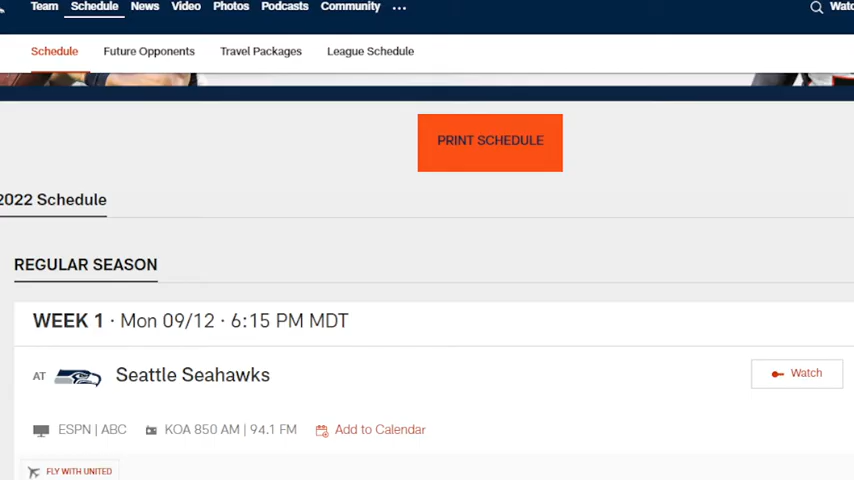 Team Schedule News Video Photos Podcasts Community ...
Schedule Future Opponents Travel Packages League Schedule
PRINT SCHEDULE
2022 Schedule
REGULAR SEASON
WEEK 1 · Mon 09/12 · 6:15 PM MDT
AT Seattle Seahawks Watch
ESPN | ABC KOA 850 AM | 94.1 FM Add to Calendar
FLY WITH UNITED